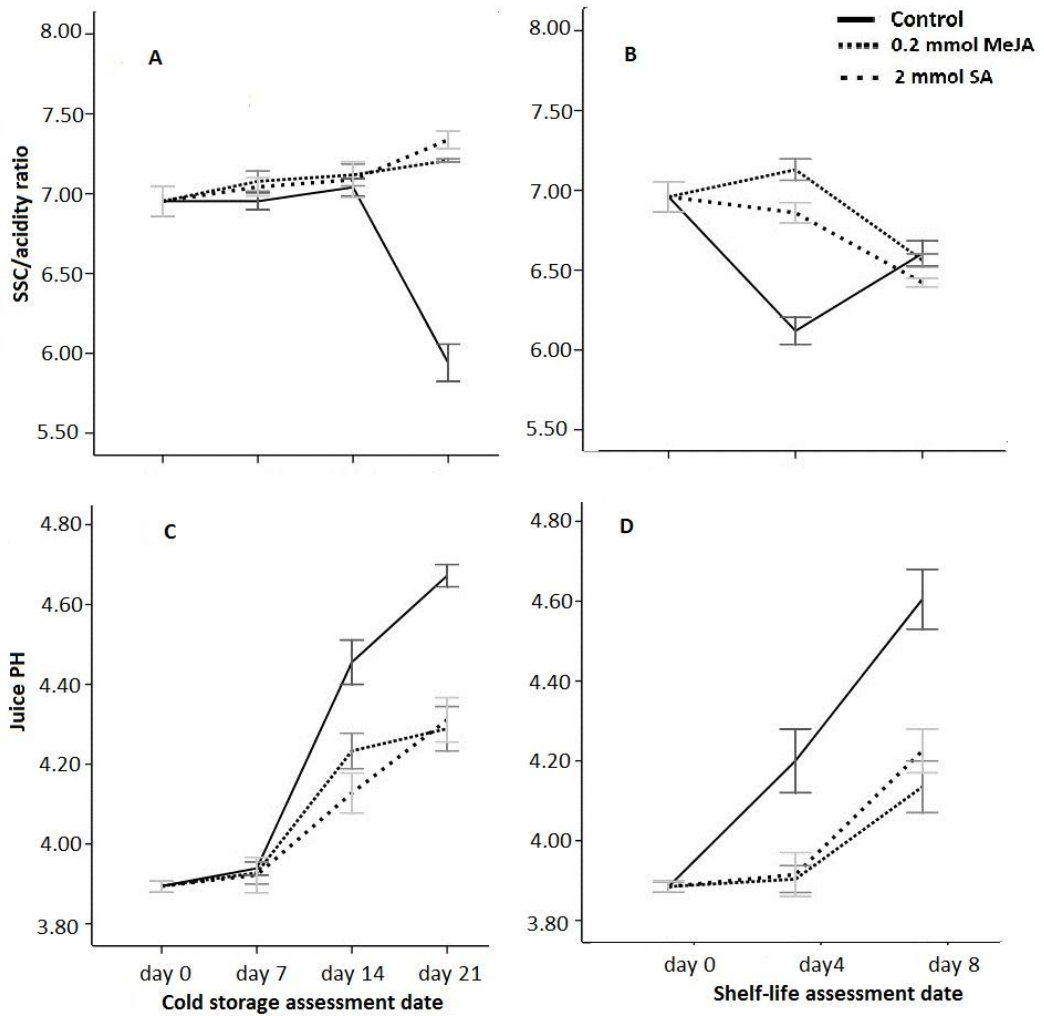 8.00
7.50
7.00
6.50
6.00
5.50
SSC/acidity ratio
A
8.00
7.50
7.00
6.50
6.00
5.50
B
Control
0.2 mmol MeJA
2 mmol SA
4.80
4.60
4.40
4.20
4.00
3.80
Juice PH
C
day 0 day 7 day 14 day 21
Cold storage assessment date
4.80
4.60
4.40
4.20
4.00
3.80
D
day 0 day4 day 8
Shelf-life assessment date